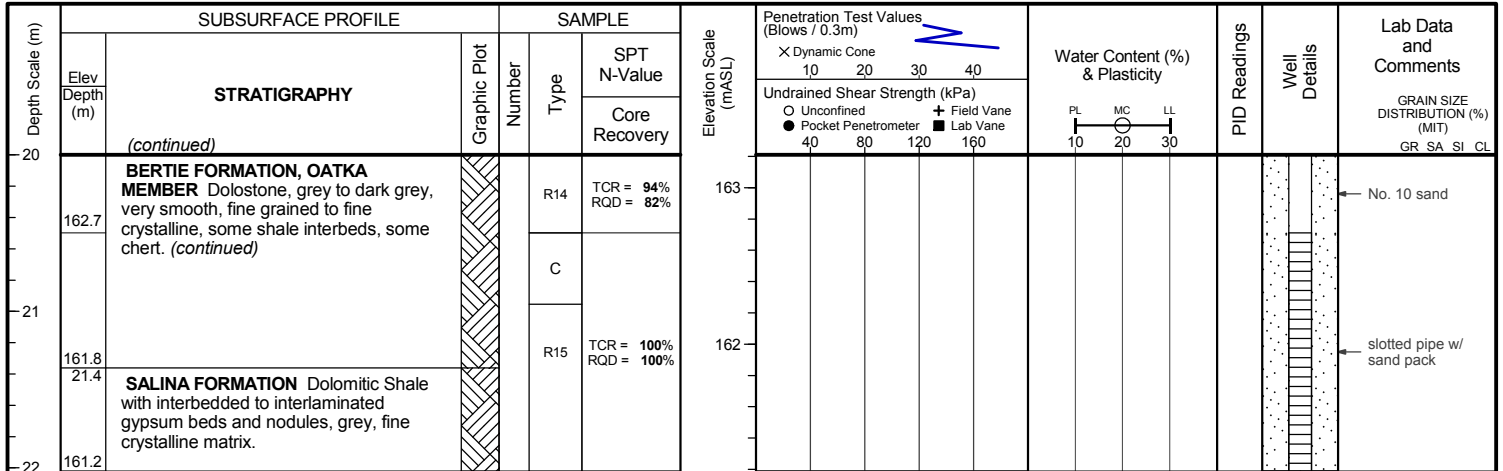 Depth Scale (m)
SUBSURFACE PROFILE
Elev
Depth
(m)
STRATIGRAPHY
(continued)
Graphic Plot
SAMPLE
Number
Type
SPT
N-Value
Core
Recovery
Elevation Scale
(mASL)
Penetration Test Values
(Blows / 0.3m)
× Dynamic Cone
10 20 30 40
Undrained Shear Strength (kPa)
Unconfined + Field Vane
Pocket Penetrometer Lab Vane
40 80 120 160
Water Content (%)
& Plasticity
PL MC LL
10 20 30
PID Readings
Well
Details
Lab Data
and
Comments
GRAIN SIZE
DISTRIBUTION (%)
(MIT)
GR SA SI CL
20
BERTIE FORMATION, OATKA
MEMBER Dolostone, grey to dark grey,
very smooth, fine grained to fine
crystalline, some shale interbeds, some
chert. (continued)
162.7
R14
TCR = 94%
RQD = 82%
163
No. 10 sand
C
21
R15
TCR = 100%
RQD = 100%
162
slotted pipe w/
sand pack
161.8
21.4
SALINA FORMATION Dolomitic Shale
with interbedded to interlaminated
gypsum beds and nodules, grey, fine
crystalline matrix.
161.2
22